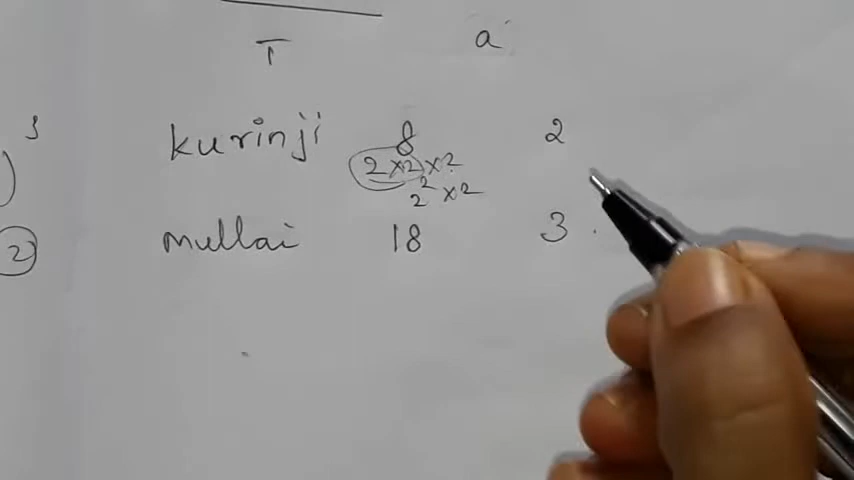 T a
kurinji 8 2
2×2×2
2² ×2
② mullai 18 3